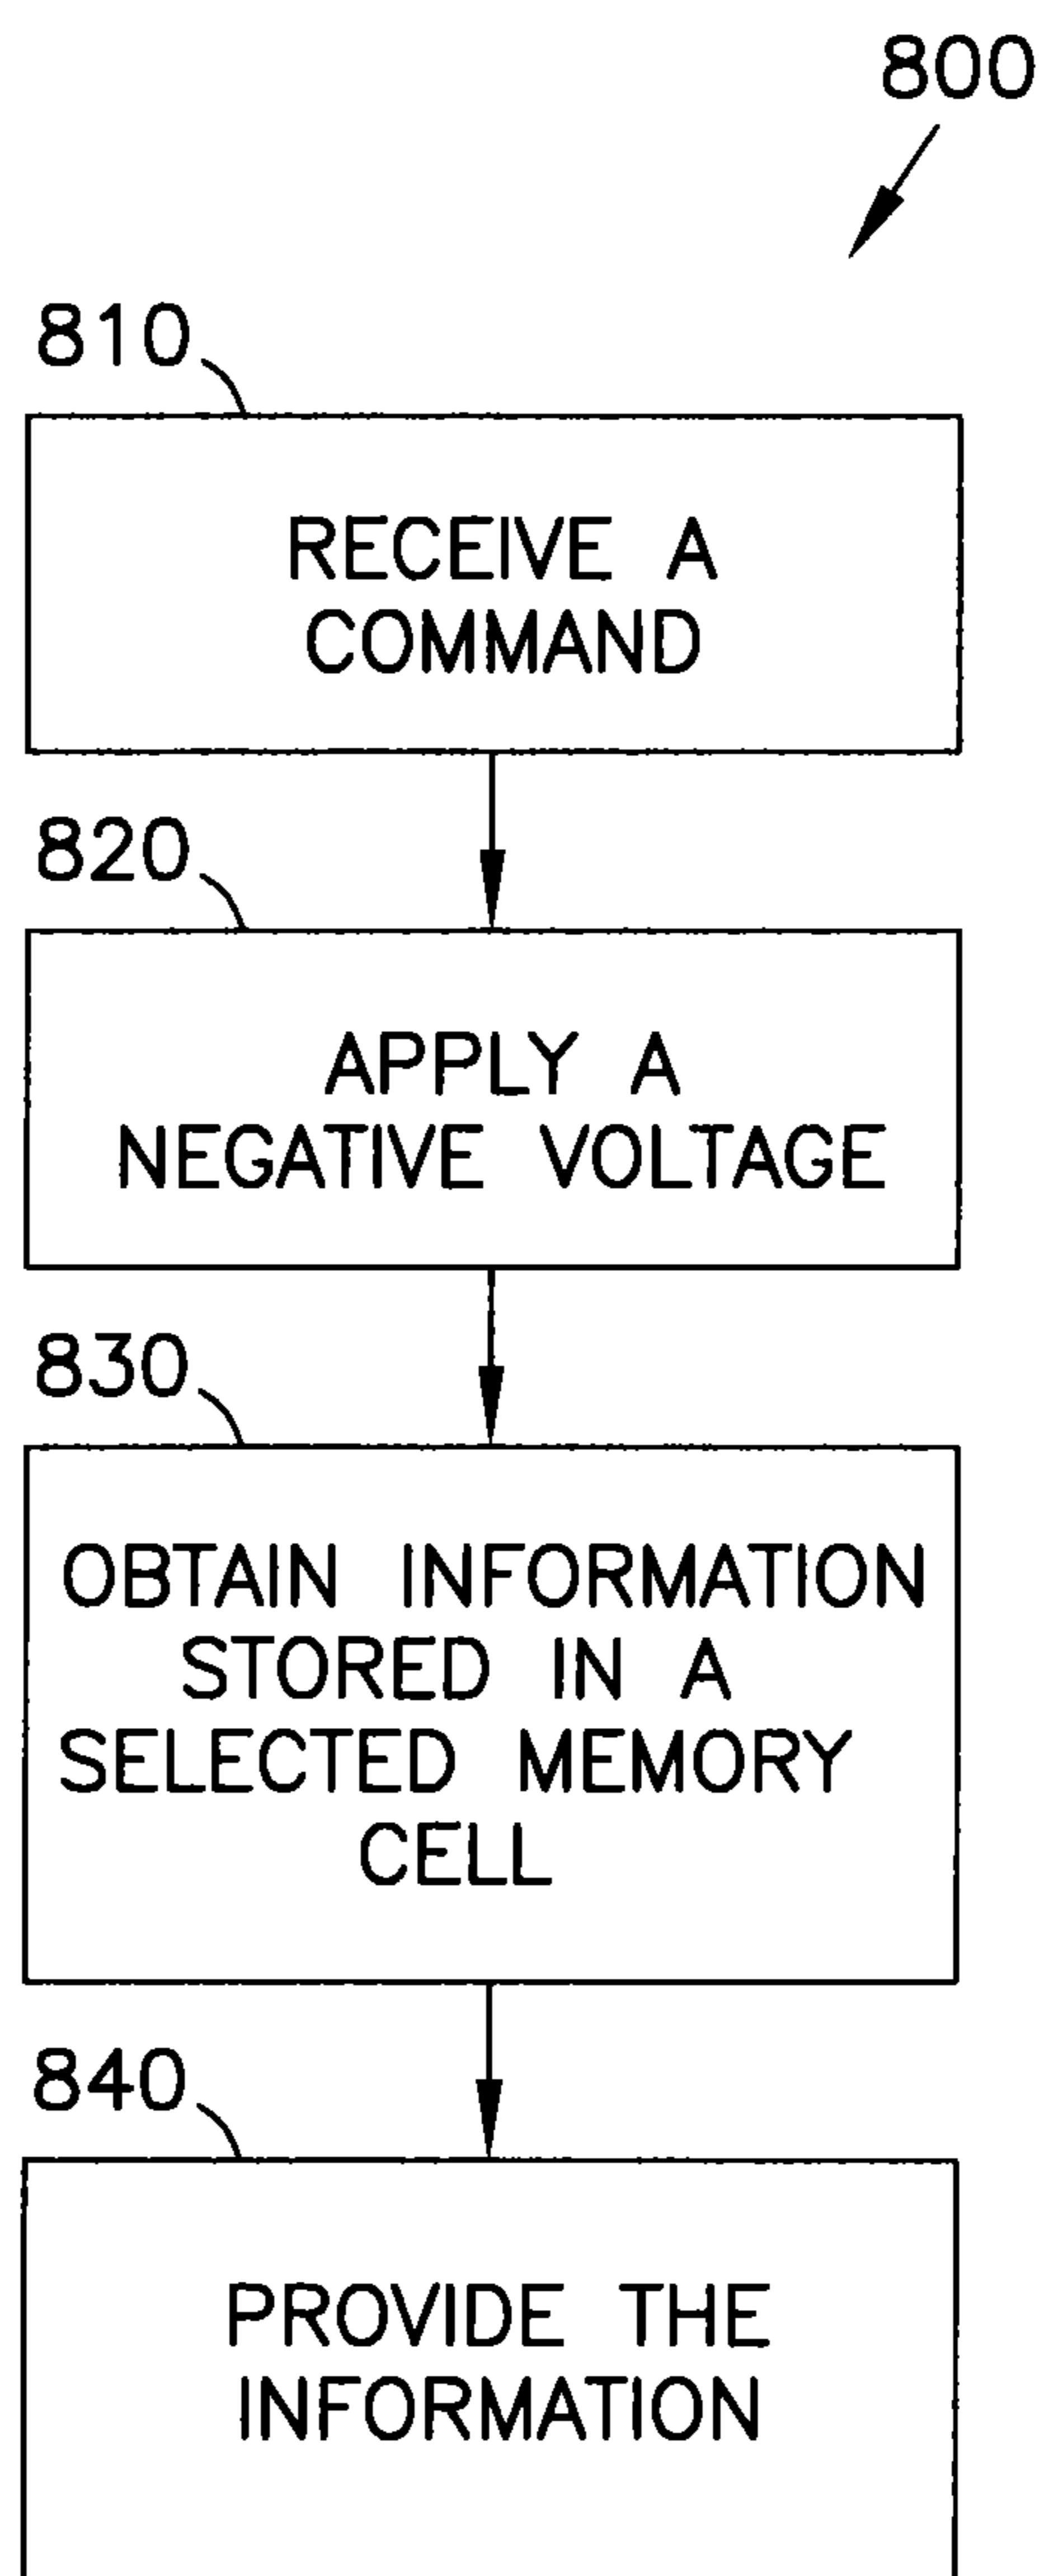 800
810
RECEIVE A
COMMAND
820
APPLY A
NEGATIVE VOLTAGE
830
OBTAIN INFORMATION
STORED IN A
SELECTED MEMORY
CELL
840
PROVIDE THE
INFORMATION